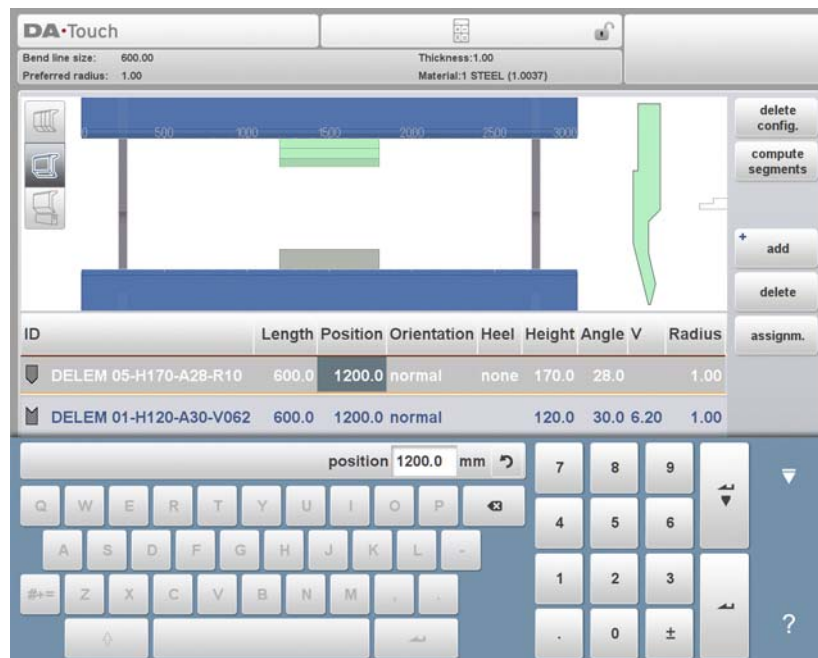 DA·Touch
Bend line size: 600.00 Thickness:1.00
Preferred radius: 1.00 Material:1 STEEL (1.0037)
0 500 1000 1500 2000 2500 3000
delete config.
compute segments
+ add
delete
assignm.
ID Length Position Orientation Heel Height Angle V Radius
DELEM 05-H170-A28-R10 600.0 1200.0 normal none 170.0 28.0 1.00
DELEM 01-H120-A30-V062 600.0 1200.0 normal 120.0 30.0 6.20 1.00
position 1200.0 mm
7 8 9
Q W E R T Y U I O P
4 5 6
A S D F G H J K L -
1 2 3
#+= Z X C V B N M , .
. 0 ±
?